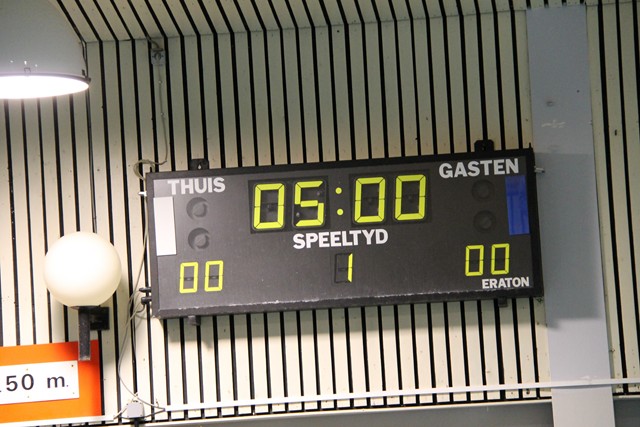 THUIS
GASTEN
05:00
SPEELTYD
00
1
00
ERATON
.50 m.